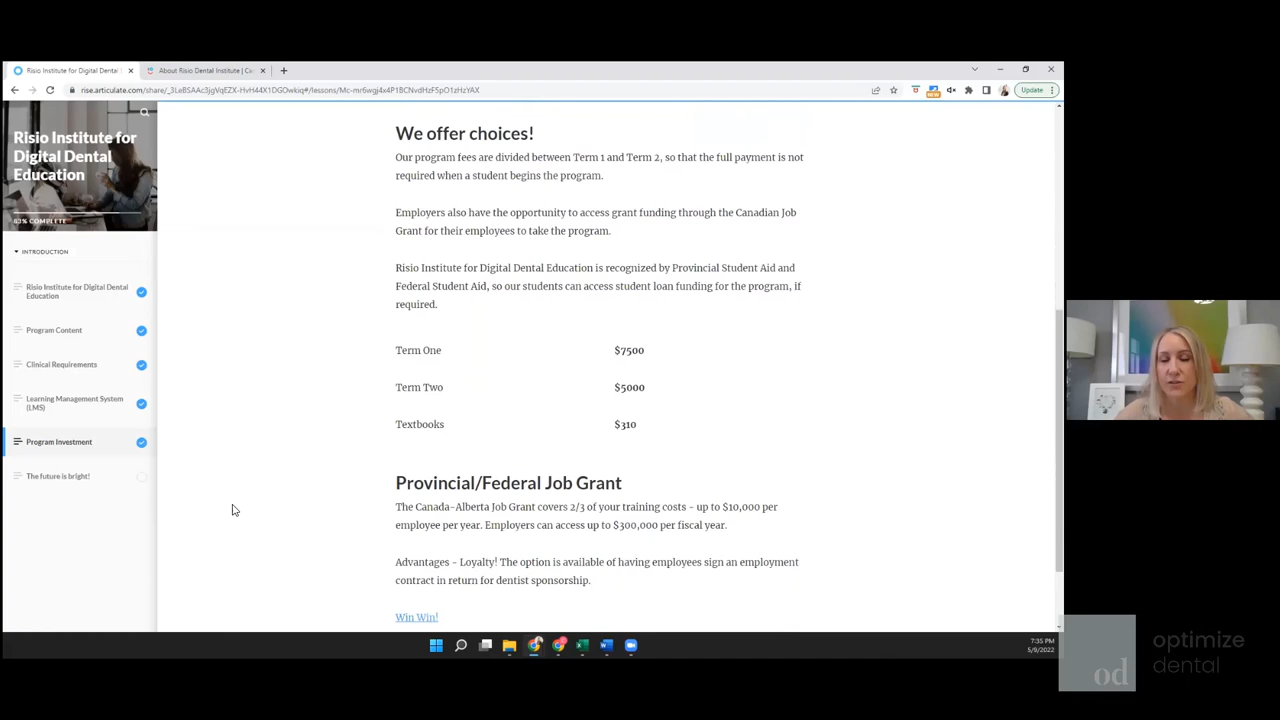 Risio Institute for Digital Dental
About Risio Dental Institute | Ca
Update
We offer choices!
Our program fees are divided between Term 1 and Term 2, so that the full payment is not
required when a student begins the program.
Employers also have the opportunity to access grant funding through the Canadian Job
Grant for their employees to take the program.
Risio Institute for Digital Dental Education is recognized by Provincial Student Aid and
Federal Student Aid, so our students can access student loan funding for the program, if
required.
Term One $7500
Term Two $5000
Textbooks $310
Provincial/Federal Job Grant
The Canada-Alberta Job Grant covers 2/3 of your training costs - up to $10,000 per
employee per year. Employers can access up to $300,000 per fiscal year.
Advantages - Loyalty! The option is available of having employees sign an employment
contract in return for dentist sponsorship.
Win Win!
Risio Institute for
Digital Dental
Education
83% COMPLETE
INTRODUCTION
Risio Institute for Digital Dental
Education
Program Content
Clinical Requirements
Learning Management System
(LMS)
Program Investment
The future is bright!
7:35 PM
5/9/2022
od
optimize
dental